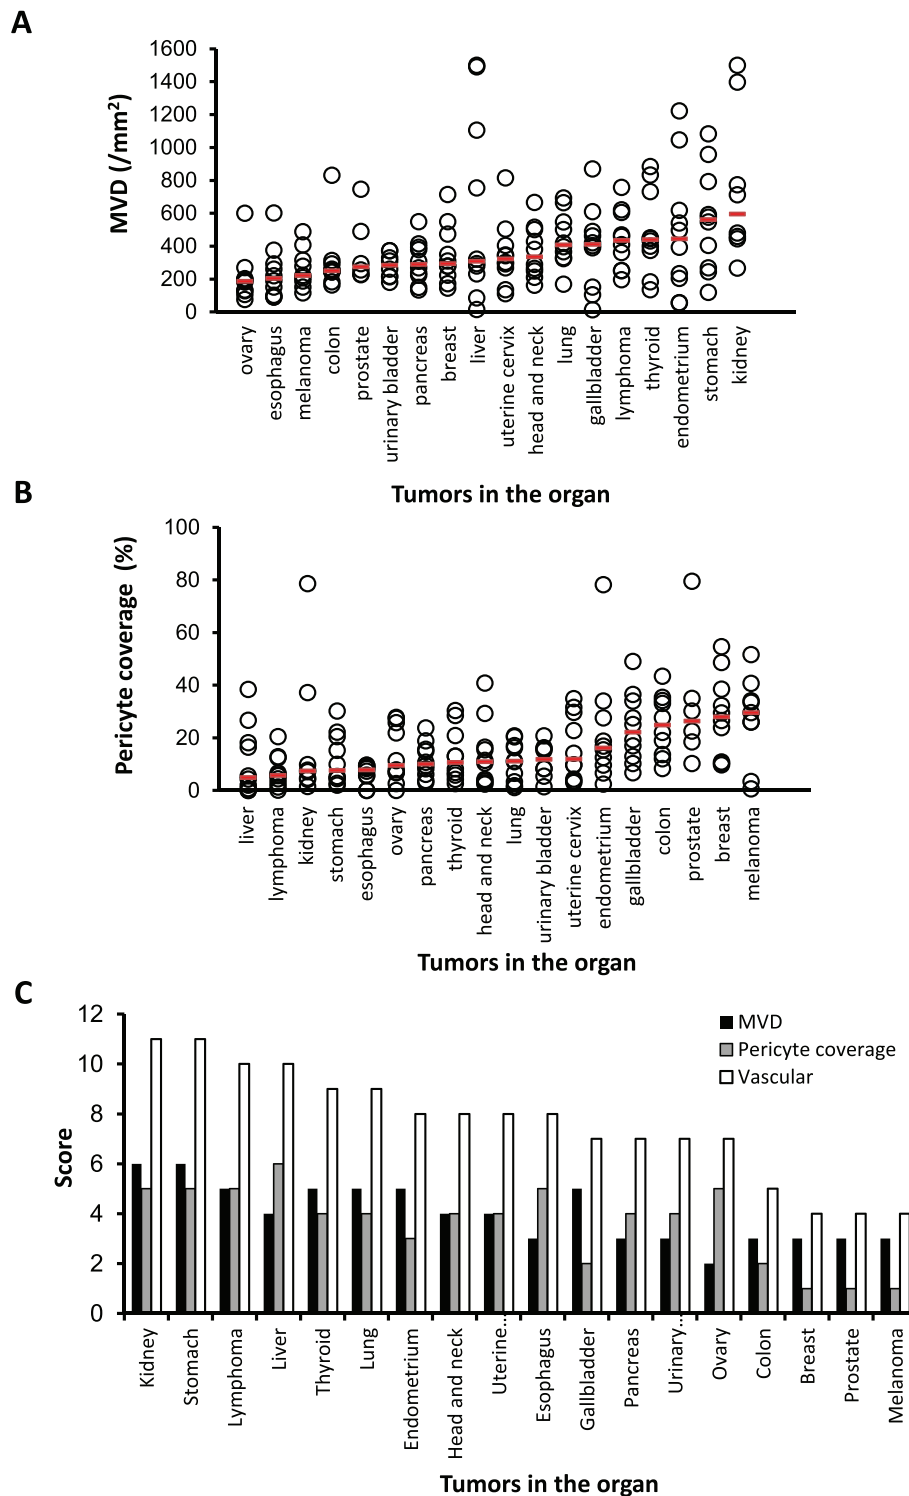 A
MVD (/mm²)
1600
1400
1200
1000
800
600
400
200
0
ovary
esophagus
melanoma
colon
prostate
urinary bladder
pancreas
breast
liver
uterine cervix
head and neck
lung
gallbladder
lymphoma
thyroid
endometrium
stomach
kidney
Tumors in the organ
B
Pericyte coverage (%)
100
80
60
40
20
0
liver
lymphoma
kidney
stomach
esophagus
ovary
pancreas
thyroid
head and neck
lung
urinary bladder
uterine cervix
endometrium
gallbladder
colon
prostate
breast
melanoma
Tumors in the organ
C
Score
12
10
8
6
4
2
0
MVD
Pericyte coverage
Vascular
Kidney
Stomach
Lymphoma
Liver
Thyroid
Lung
Endometrium
Head and neck
Uterine...
Esophagus
Gallbladder
Pancreas
Urinary...
Ovary
Colon
Breast
Prostate
Melanoma
Tumors in the organ